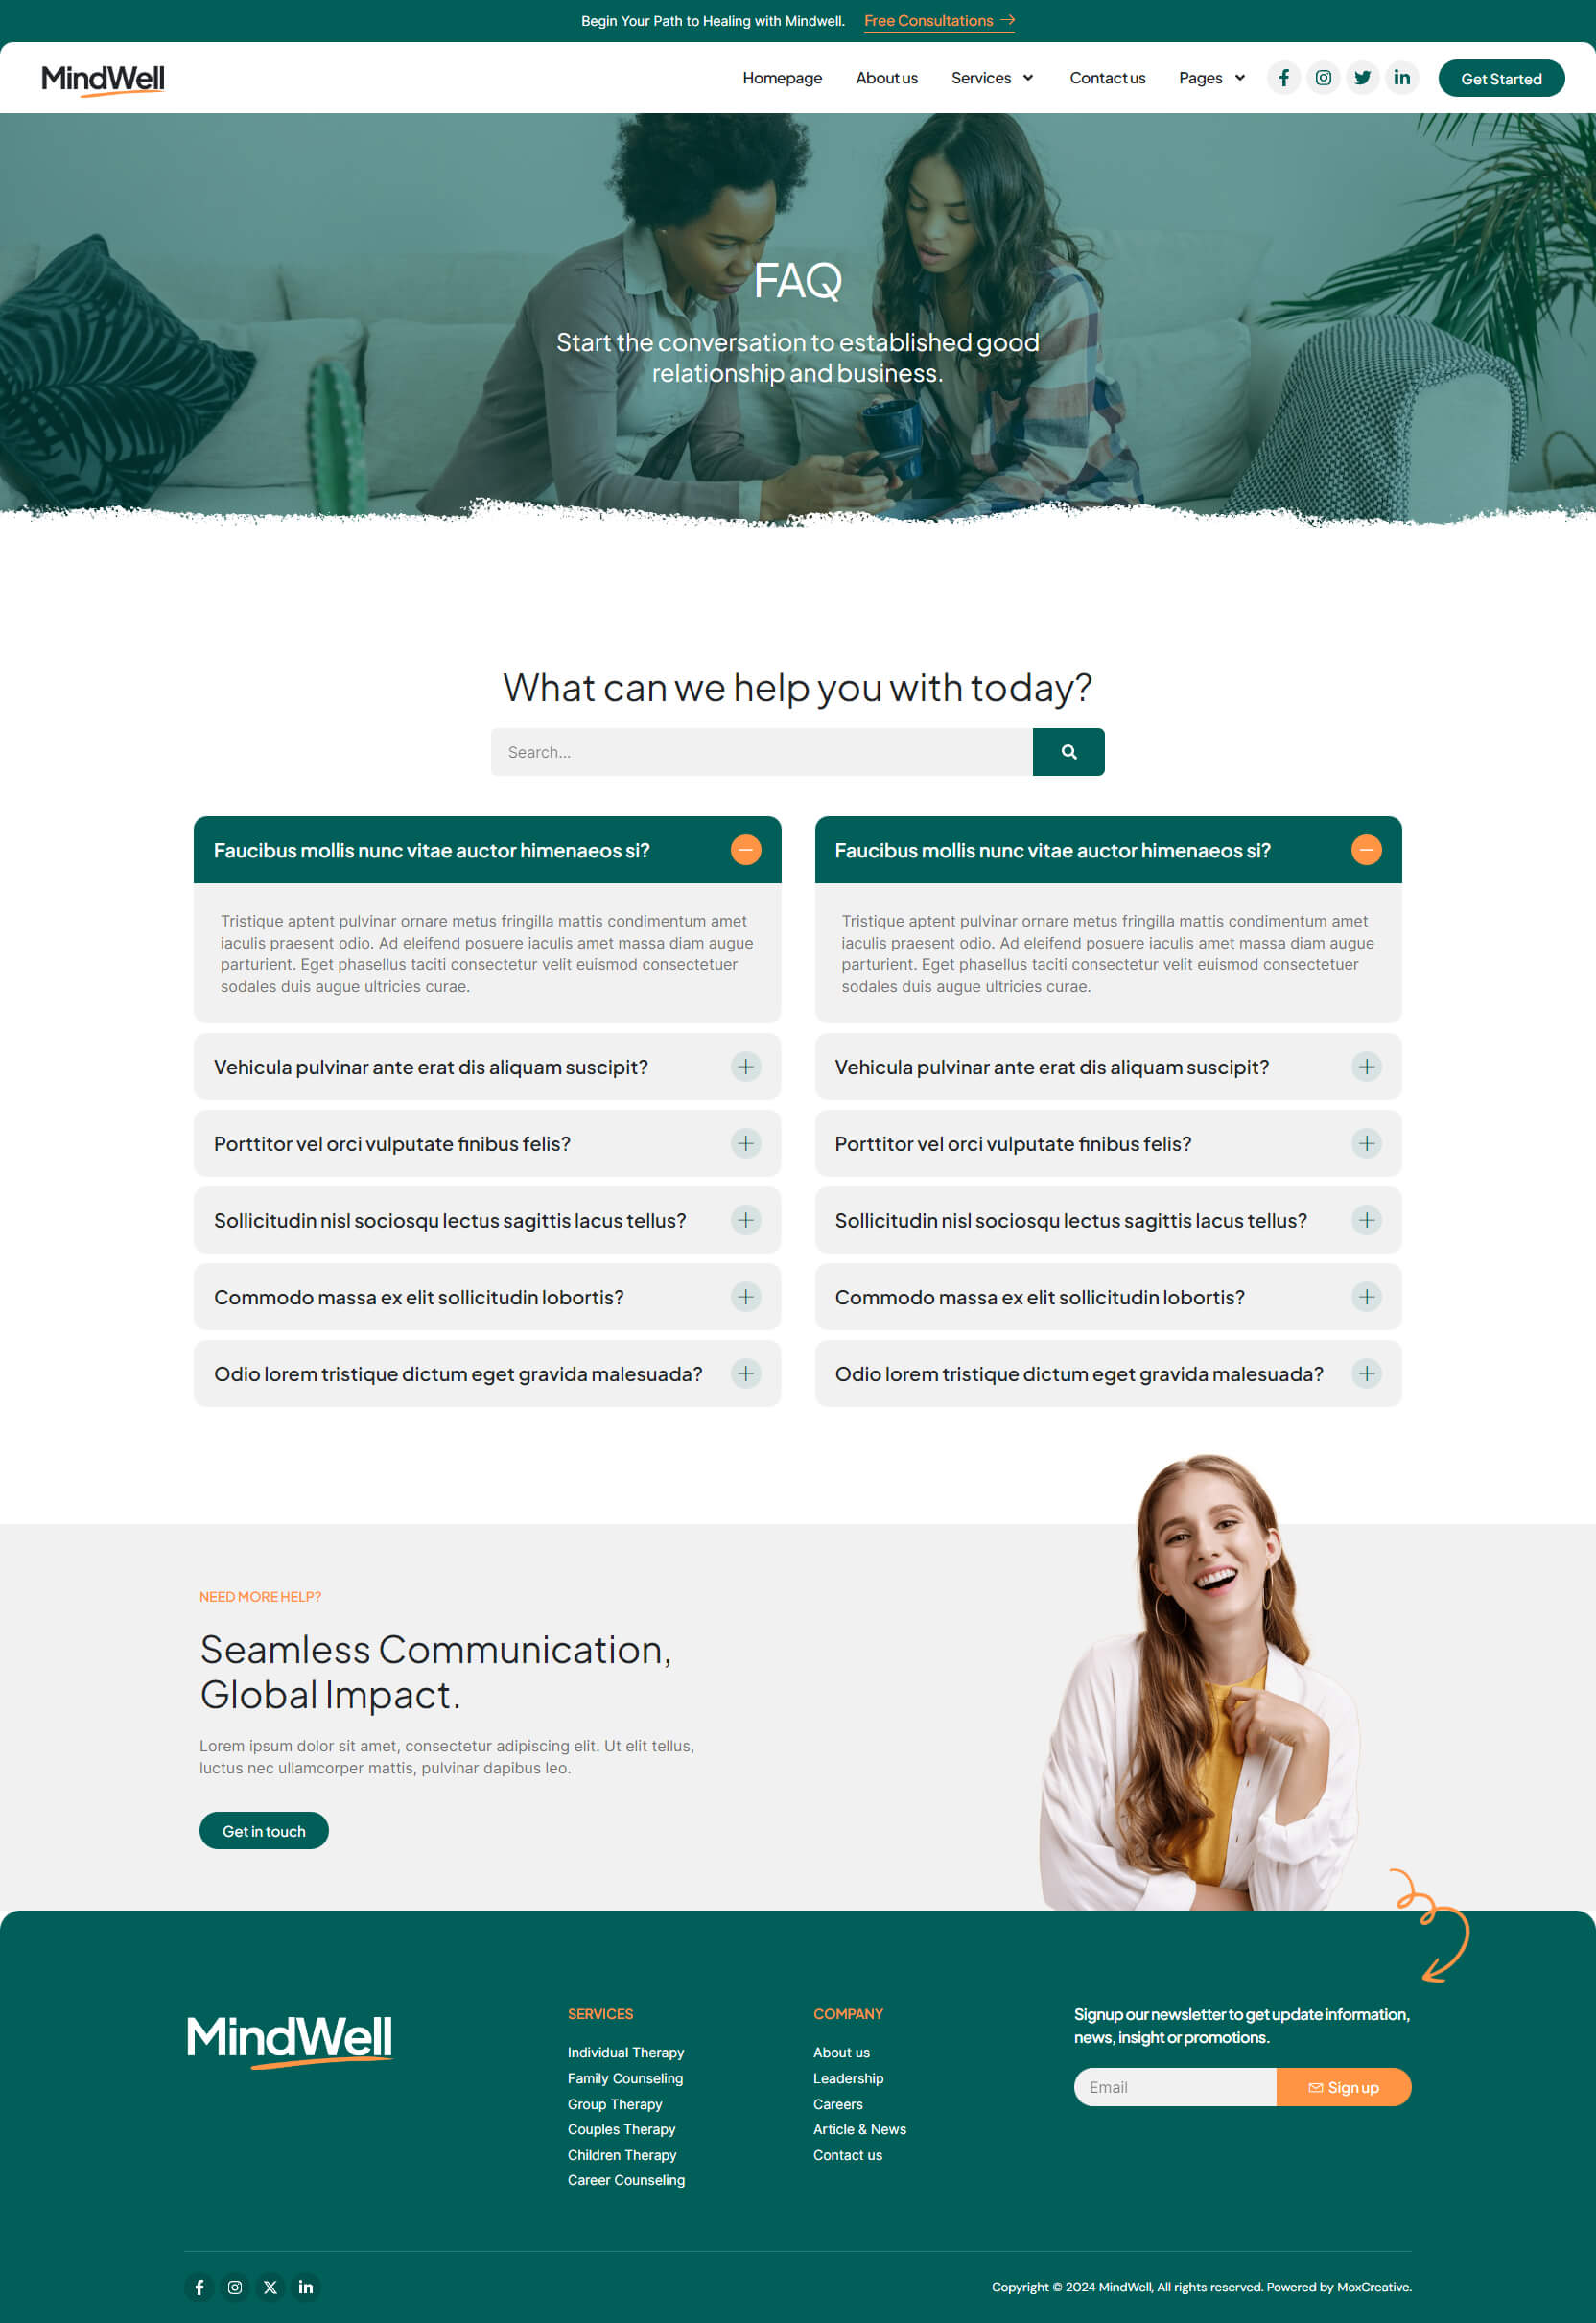 Begin Your Path to Healing with Mindwell. Free Consultations
MindWell
Homepage About us Services Contact us Pages Get Started
FAQ
Start the conversation to established good
relationship and business.
What can we help you with today?
Search...
Faucibus mollis nunc vitae auctor himenaeos si?
Tristique aptent pulvinar ornare metus fringilla mattis condimentum amet
iaculis praesent odio. Ad eleifend posuere iaculis amet massa diam augue
parturient. Eget phasellus taciti consectetur velit euismod consectetuer
sodales duis augue ultricies curae.
Vehicula pulvinar ante erat dis aliquam suscipit?
Porttitor vel orci vulputate finibus felis?
Sollicitudin nisl sociosqu lectus sagittis lacus tellus?
Commodo massa ex elit sollicitudin lobortis?
Odio lorem tristique dictum eget gravida malesuada?
Faucibus mollis nunc vitae auctor himenaeos si?
Tristique aptent pulvinar ornare metus fringilla mattis condimentum amet
iaculis praesent odio. Ad eleifend posuere iaculis amet massa diam augue
parturient. Eget phasellus taciti consectetur velit euismod consectetuer
sodales duis augue ultricies curae.
Vehicula pulvinar ante erat dis aliquam suscipit?
Porttitor vel orci vulputate finibus felis?
Sollicitudin nisl sociosqu lectus sagittis lacus tellus?
Commodo massa ex elit sollicitudin lobortis?
Odio lorem tristique dictum eget gravida malesuada?
NEED MORE HELP?
Seamless Communication,
Global Impact.
Lorem ipsum dolor sit amet, consectetur adipiscing elit. Ut elit tellus,
luctus nec ullamcorper mattis, pulvinar dapibus leo.
Get in touch
MindWell
SERVICES
Individual Therapy
Family Counseling
Group Therapy
Couples Therapy
Children Therapy
Career Counseling
COMPANY
About us
Leadership
Careers
Article & News
Contact us
Signup our newsletter to get update information,
news, insight or promotions.
Email Sign up
Copyright © 2024 MindWell, All rights reserved. Powered by MoxCreative.